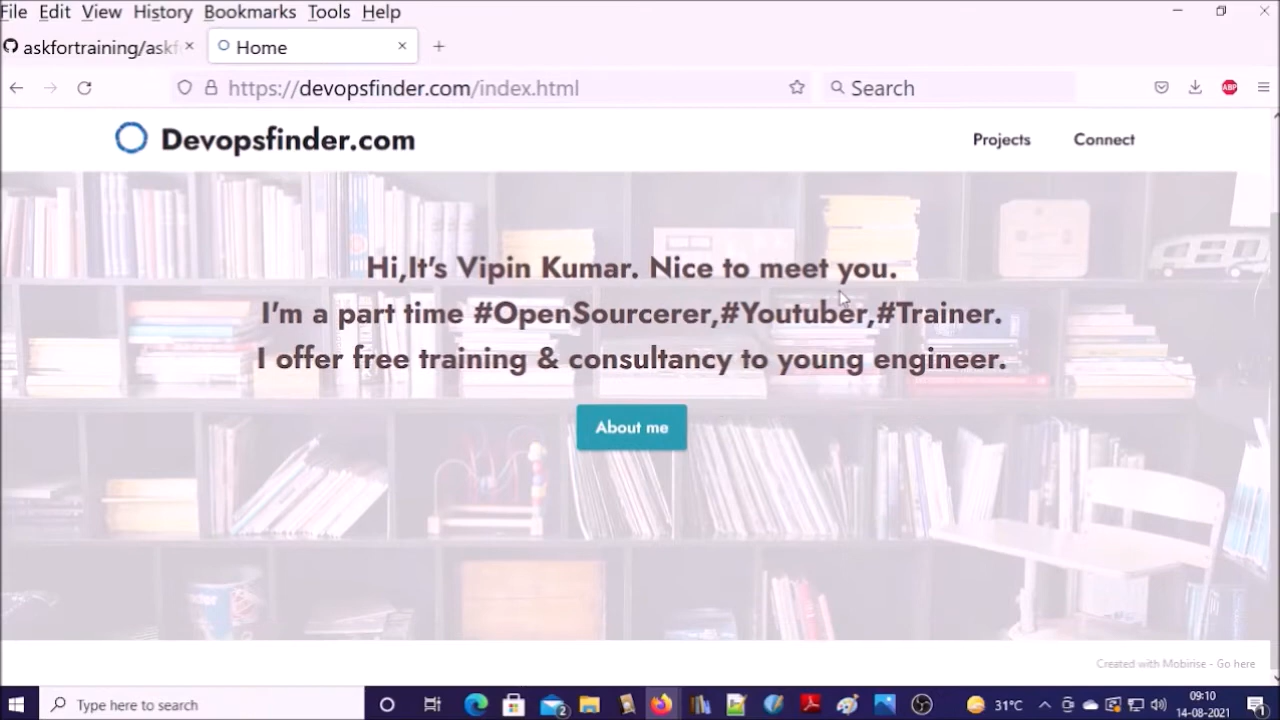 File Edit View History Bookmarks Tools Help
askfortraining/askf
Home
https://devopsfinder.com/index.html
Search
ABP
Devopsfinder.com
Projects
Connect
Hi,It's Vipin Kumar. Nice to meet you.
I'm a part time #OpenSourcerer,#Youtuber,#Trainer.
I offer free training & consultancy to young engineer.
About me
Created with Mobirise - Go here
Type here to search
2
31°C
09:10
14-08-2021
1